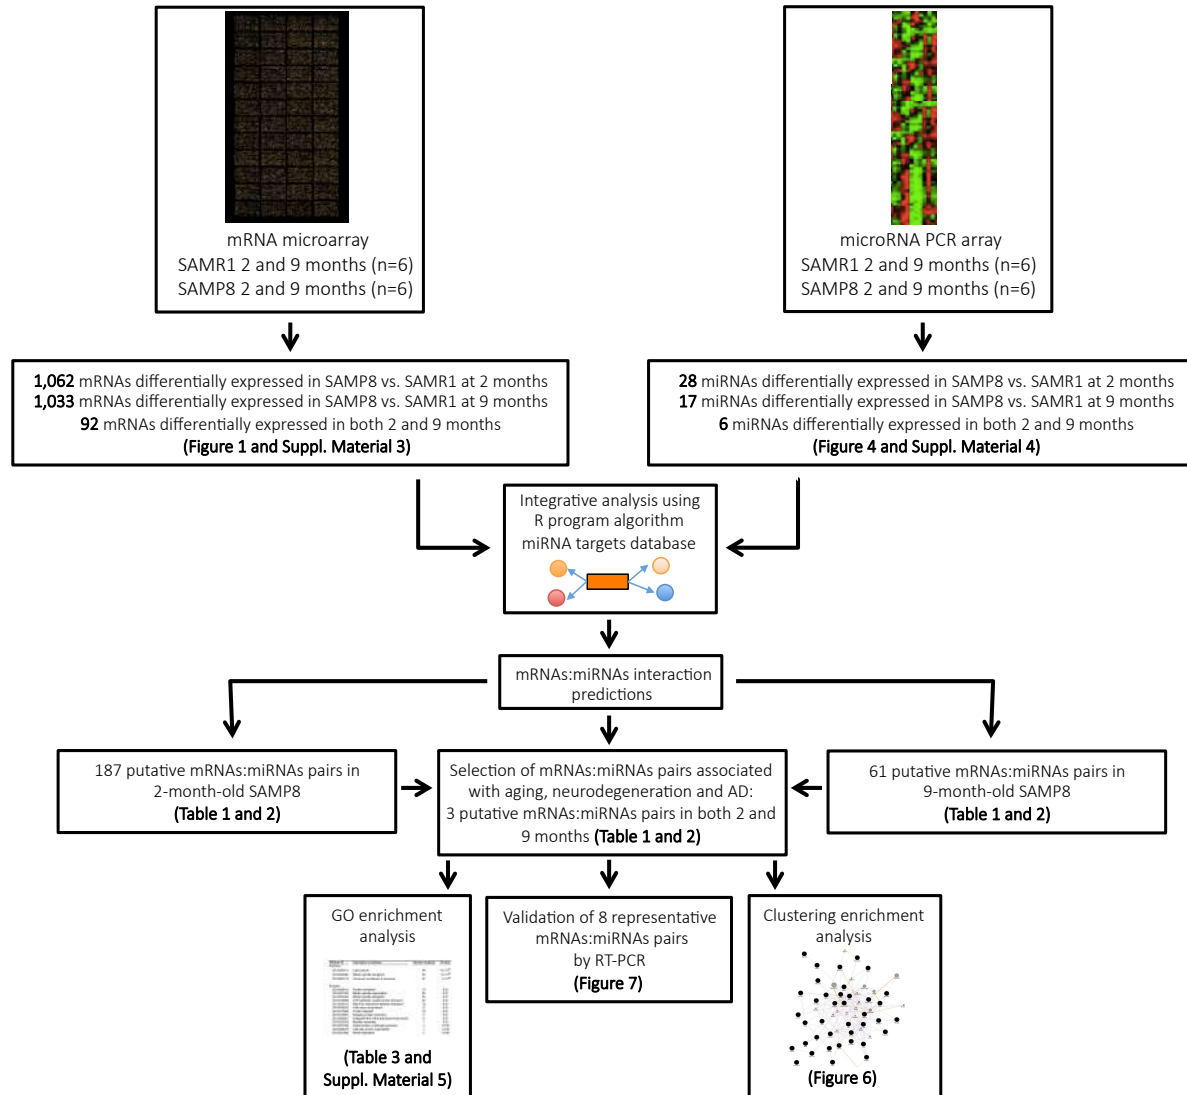 mRNA microarray
SAMR1 2 and 9 months (n=6)
SAMP8 2 and 9 months (n=6)
microRNA PCR array
SAMR1 2 and 9 months (n=6)
SAMP8 2 and 9 months (n=6)
1,062 mRNAs differentially expressed in SAMP8 vs. SAMR1 at 2 months
1,033 mRNAs differentially expressed in SAMP8 vs. SAMR1 at 9 months
92 mRNAs differentially expressed in both 2 and 9 months
(Figure 1 and Suppl. Material 3)
28 miRNAs differentially expressed in SAMP8 vs. SAMR1 at 2 months
17 miRNAs differentially expressed in SAMP8 vs. SAMR1 at 9 months
6 miRNAs differentially expressed in both 2 and 9 months
(Figure 4 and Suppl. Material 4)
Integrative analysis using
R program algorithm
miRNA targets database
mRNAs:miRNAs interaction
predictions
187 putative mRNAs:miRNAs pairs in
2-month-old SAMP8
(Table 1 and 2)
Selection of mRNAs:miRNAs pairs associated
with aging, neurodegeneration and AD:
3 putative mRNAs:miRNAs pairs in both 2 and
9 months (Table 1 and 2)
61 putative mRNAs:miRNAs pairs in
9-month-old SAMP8
(Table 1 and 2)
GO enrichment
analysis
(Table 3 and
Suppl. Material 5)
Validation of 8 representative
mRNAs:miRNAs pairs
by RT-PCR
(Figure 7)
Clustering enrichment
analysis
(Figure 6)